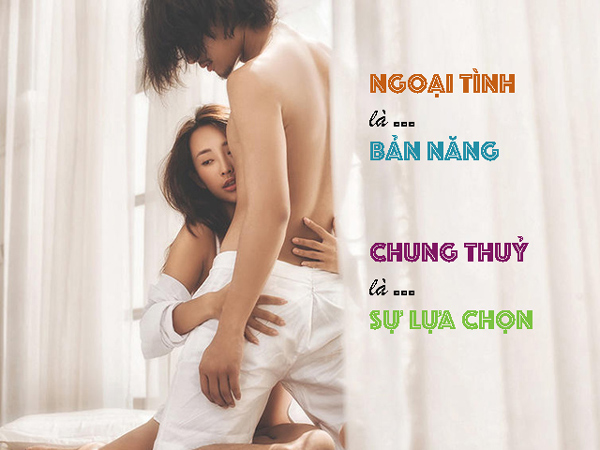 NGOẠI TÌNH
là ...
BẢN NĂNG
CHUNG THUỶ
là ...
SỰ LỰA CHỌN